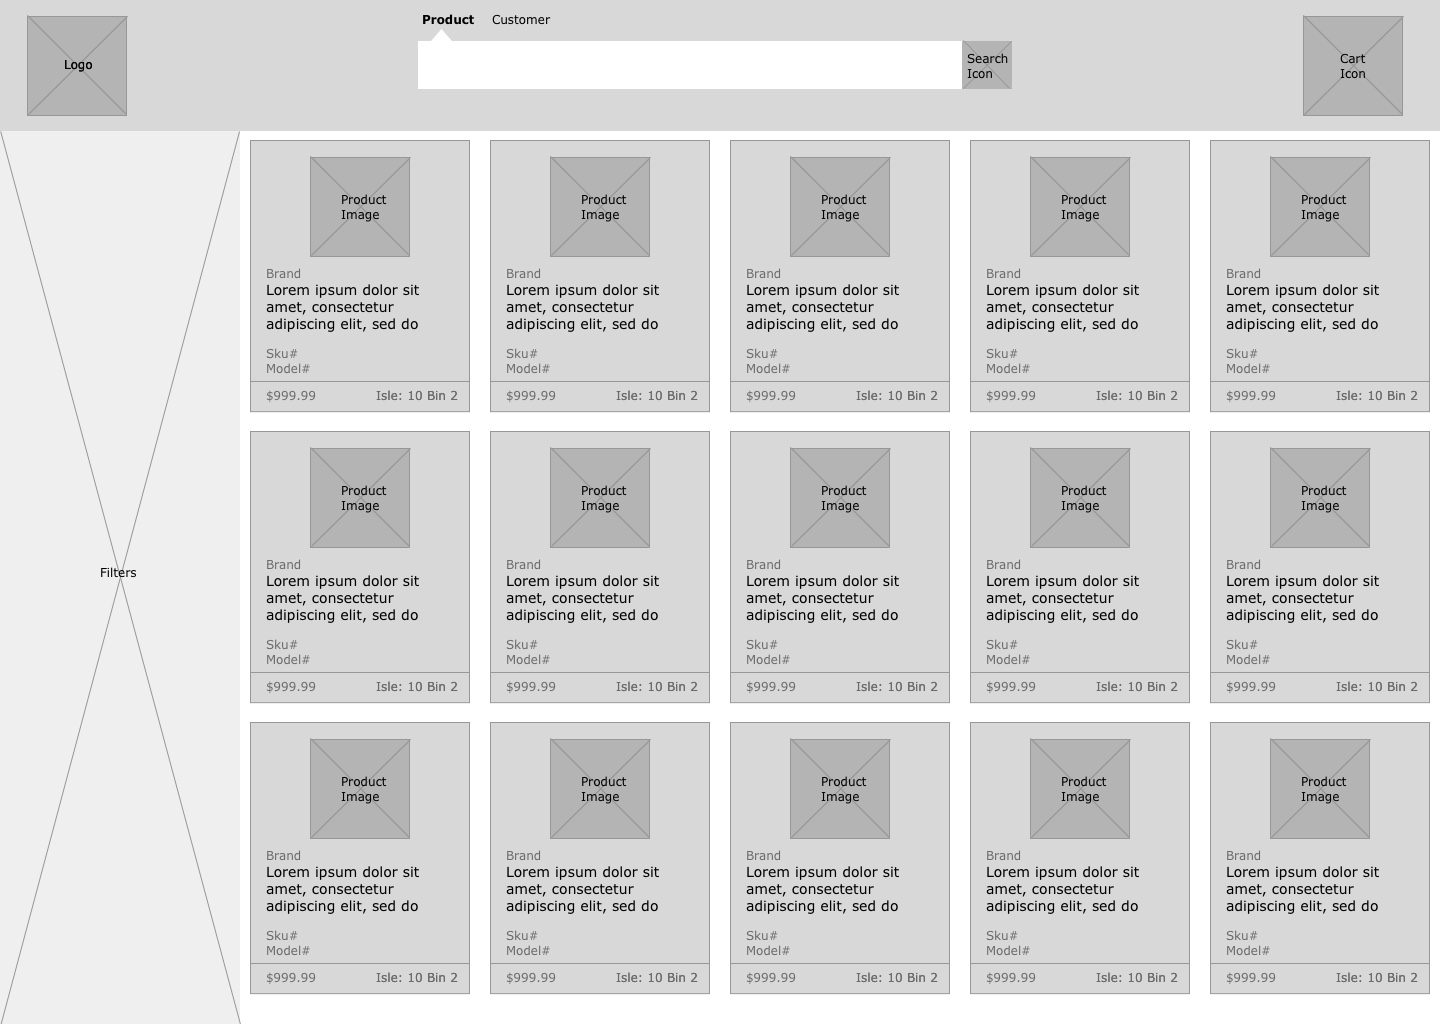 Product Customer
Logo
Search
Icon
Cart
Icon
Filters
Product Product Product Product Product
Image Image Image Image Image
Brand Brand Brand Brand Brand
Lorem ipsum dolor sit Lorem ipsum dolor sit Lorem ipsum dolor sit Lorem ipsum dolor sit Lorem ipsum dolor sit
amet, consectetur amet, consectetur amet, consectetur amet, consectetur amet, consectetur
adipiscing elit, sed do adipiscing elit, sed do adipiscing elit, sed do adipiscing elit, sed do adipiscing elit, sed do
Sku# Sku# Sku# Sku# Sku#
Model# Model# Model# Model# Model#
$999.99 Isle: 10 Bin 2 $999.99 Isle: 10 Bin 2 $999.99 Isle: 10 Bin 2 $999.99 Isle: 10 Bin 2 $999.99 Isle: 10 Bin 2
Product Product Product Product Product
Image Image Image Image Image
Brand Brand Brand Brand Brand
Lorem ipsum dolor sit Lorem ipsum dolor sit Lorem ipsum dolor sit Lorem ipsum dolor sit Lorem ipsum dolor sit
amet, consectetur amet, consectetur amet, consectetur amet, consectetur amet, consectetur
adipiscing elit, sed do adipiscing elit, sed do adipiscing elit, sed do adipiscing elit, sed do adipiscing elit, sed do
Sku# Sku# Sku# Sku# Sku#
Model# Model# Model# Model# Model#
$999.99 Isle: 10 Bin 2 $999.99 Isle: 10 Bin 2 $999.99 Isle: 10 Bin 2 $999.99 Isle: 10 Bin 2 $999.99 Isle: 10 Bin 2
Product Product Product Product Product
Image Image Image Image Image
Brand Brand Brand Brand Brand
Lorem ipsum dolor sit Lorem ipsum dolor sit Lorem ipsum dolor sit Lorem ipsum dolor sit Lorem ipsum dolor sit
amet, consectetur amet, consectetur amet, consectetur amet, consectetur amet, consectetur
adipiscing elit, sed do adipiscing elit, sed do adipiscing elit, sed do adipiscing elit, sed do adipiscing elit, sed do
Sku# Sku# Sku# Sku# Sku#
Model# Model# Model# Model# Model#
$999.99 Isle: 10 Bin 2 $999.99 Isle: 10 Bin 2 $999.99 Isle: 10 Bin 2 $999.99 Isle: 10 Bin 2 $999.99 Isle: 10 Bin 2